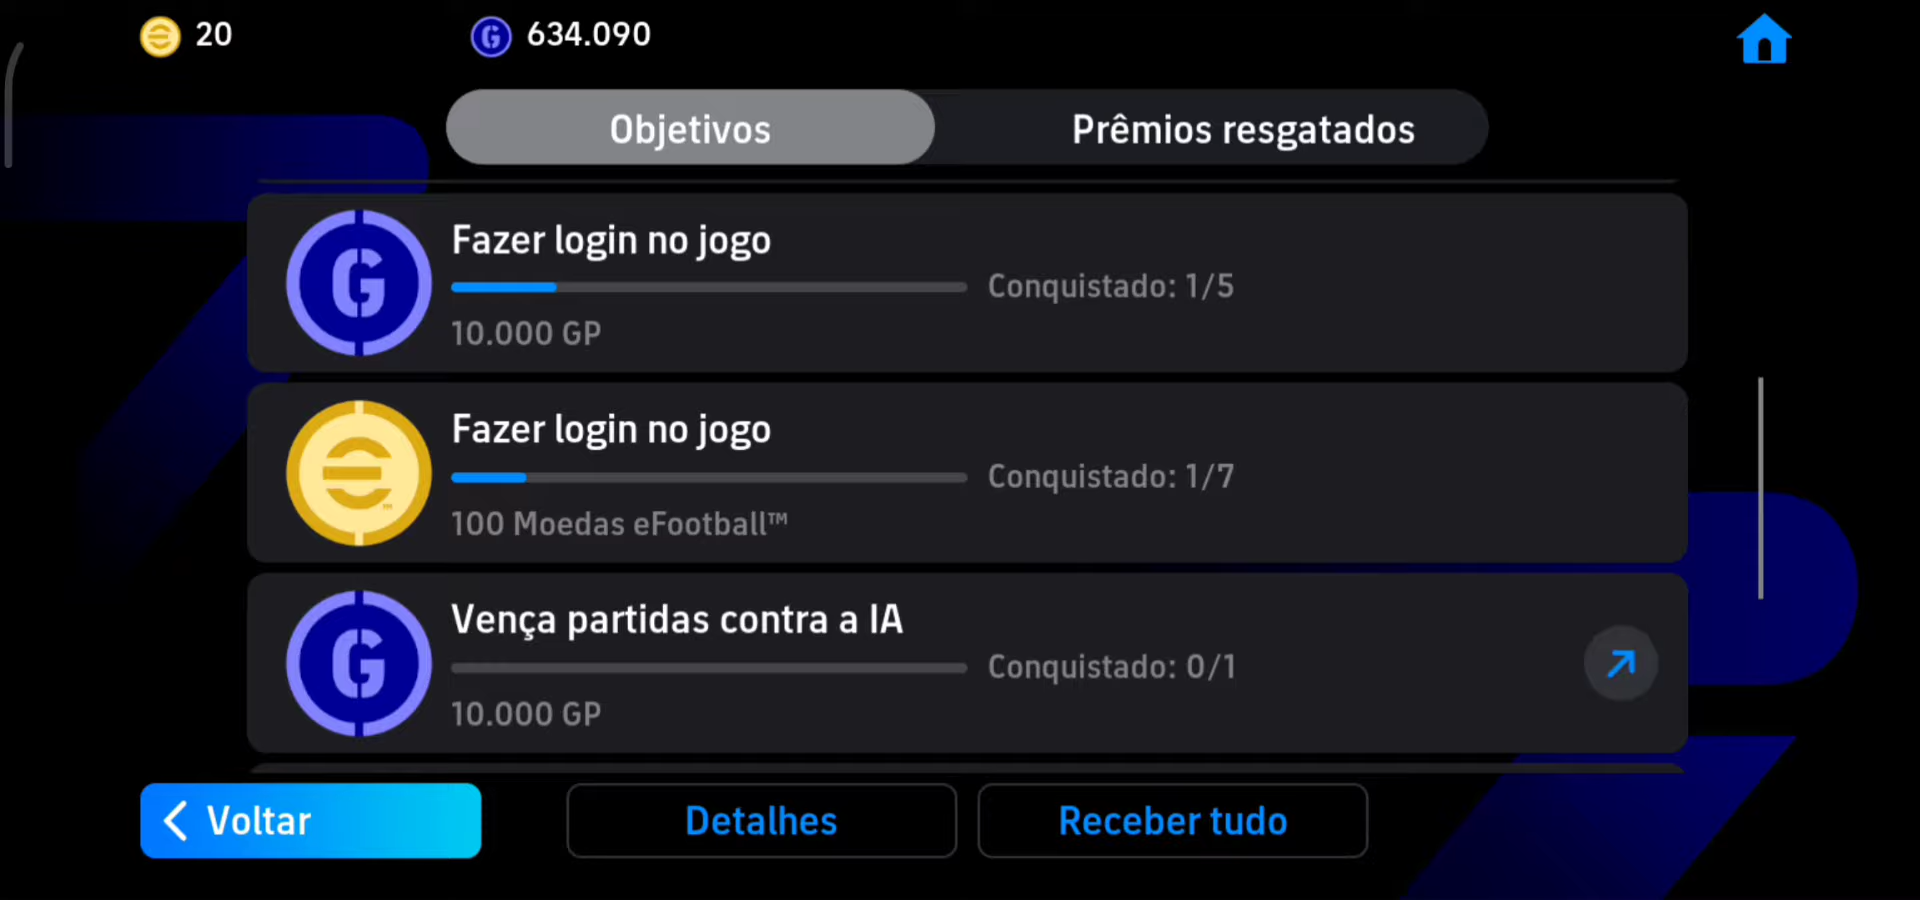 20
634.090
Objetivos
Prêmios resgatados
Fazer login no jogo
Conquistado: 1/5
10.000 GP
Fazer login no jogo
Conquistado: 1/7
100 Moedas eFootball™
Vença partidas contra a IA
Conquistado: 0/1
10.000 GP
Voltar
Detalhes
Receber tudo